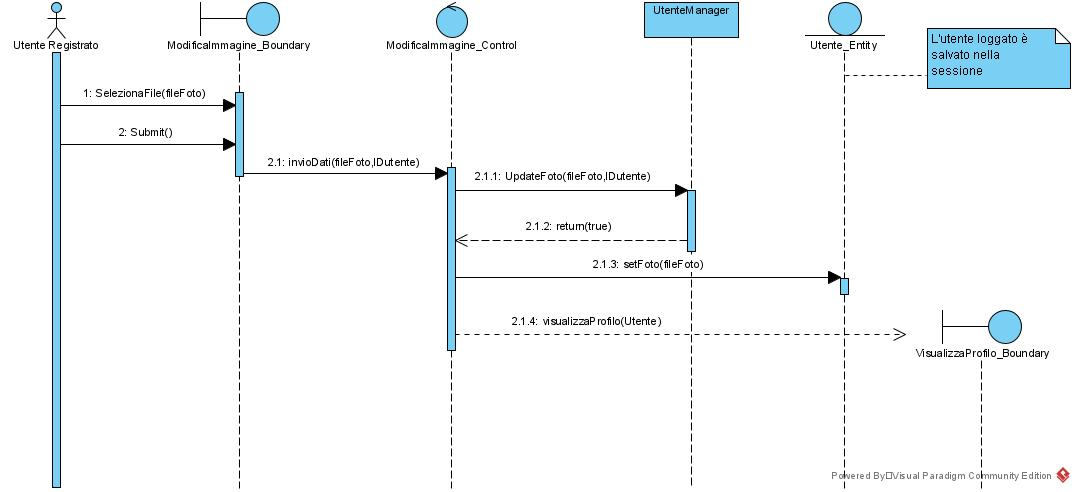 Utente Registrato
ModificaImmagine_Boundary
ModificaImmagine_Control
UtenteManager
Utente_Entity
L'utente loggato è
salvato nella
sessione
1: SelezionaFile(fileFoto)
2: Submit()
2.1: invioDati(fileFoto,IDutente)
2.1.1: UpdateFoto(fileFoto,IDutente)
2.1.2: return(true)
2.1.3: setFoto(fileFoto)
2.1.4: visualizzaProfilo(Utente)
VisualizzaProfilo_Boundary
Powered By□Visual Paradigm Community Edition